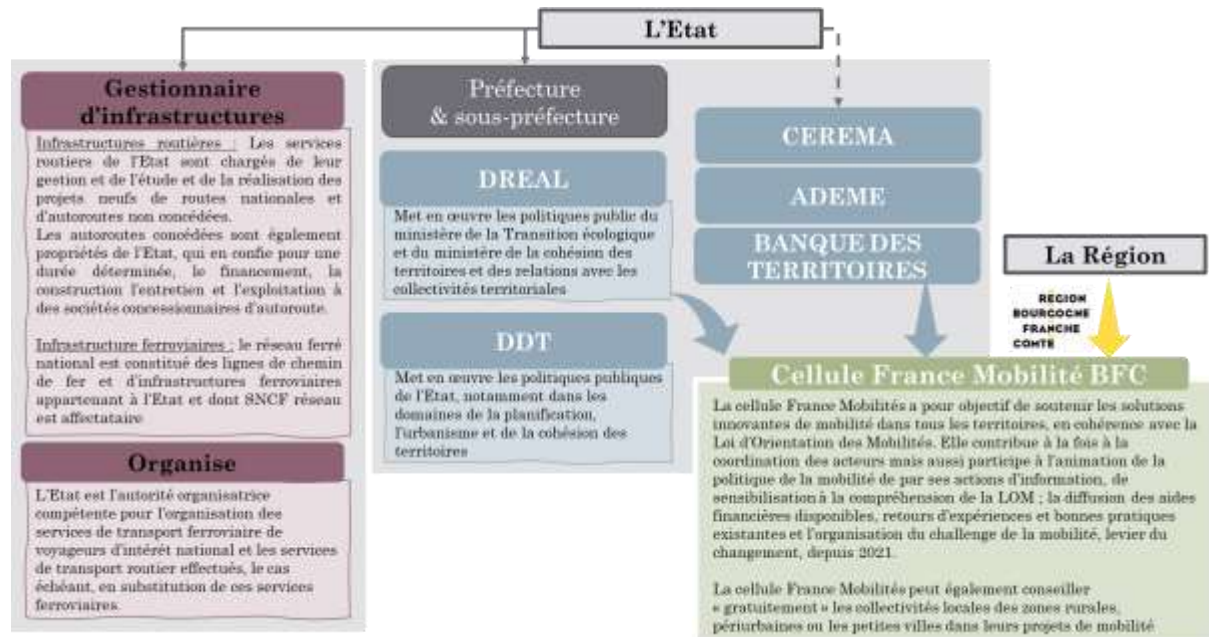 L'Etat
Gestionnaire
d'infrastructures
Infrastructures routières : Les services
routiers de l'Etat sont chargés de leur
gestion et de l'étude et de la réalisation des
projets neufs de routes nationales et
d'autoroutes non concédées.
Les autoroutes concédées sont également
propriétés de l'Etat, qui en confie pour une
durée déterminée, le financement, la
construction l'entretien et l'exploitation à
des sociétés concessionnaires d'autoroute.
Infrastructure ferroviaires : le réseau ferré
national est constitué des lignes de chemin
de fer et d'infrastructures ferroviaires
appartenant à l'Etat et dont SNCF réseau
est affectataire
Organise
L'Etat est l'autorité organisatrice
compétente pour l'organisation des
services de transport ferroviaire de
voyageurs d'intérêt national et les services
de transport routier effectués, le cas
échéant, en substitution de ces services
ferroviaires.
Préfecture
& sous-préfecture
DREAL
Met en œuvre les politiques public du
ministère de la Transition écologique
et du ministère de la cohésion des
territoires et des relations avec les
collectivités territoriales
DDT
Met en œuvre les politiques publiques
de l'Etat, notamment dans les
domaines de la planification,
l'urbanisme et de la cohésion des
territoires
CEREMA
ADEME
BANQUE DES
TERRITOIRES
La Région
RÉGION
BOURGOGNE
FRANCHE
COMTE
Cellule France Mobilité BFC
La cellule France Mobilités a pour objectif de soutenir les solutions
innovantes de mobilité dans tous les territoires, en cohérence avec la
Loi d'Orientation des Mobilités. Elle contribue à la fois à la
coordination des acteurs mais aussi participe à l'animation de la
politique de la mobilité de par ses actions d'information, de
sensibilisation à la compréhension de la LOM ; la diffusion des aides
financières disponibles, retours d'expériences et bonnes pratiques
existantes et l'organisation du challenge de la mobilité, levier du
changement, depuis 2021.
La cellule France Mobilités peut également conseiller
« gratuitement » les collectivités locales des zones rurales,
périurbaines ou les petites villes dans leurs projets de mobilité